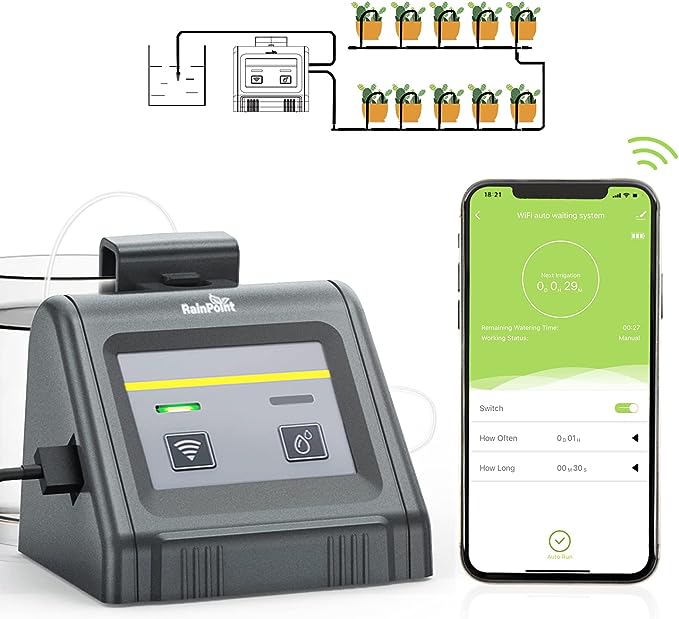 RainPoint
18:21
WiFi auto waiting system
Next Irrigation
0D 0H 29M
Remaining Watering Time: 00:27
Working Status: Manual
Switch
How Often 0D 01H
How Long 00M 30S
Auto Run